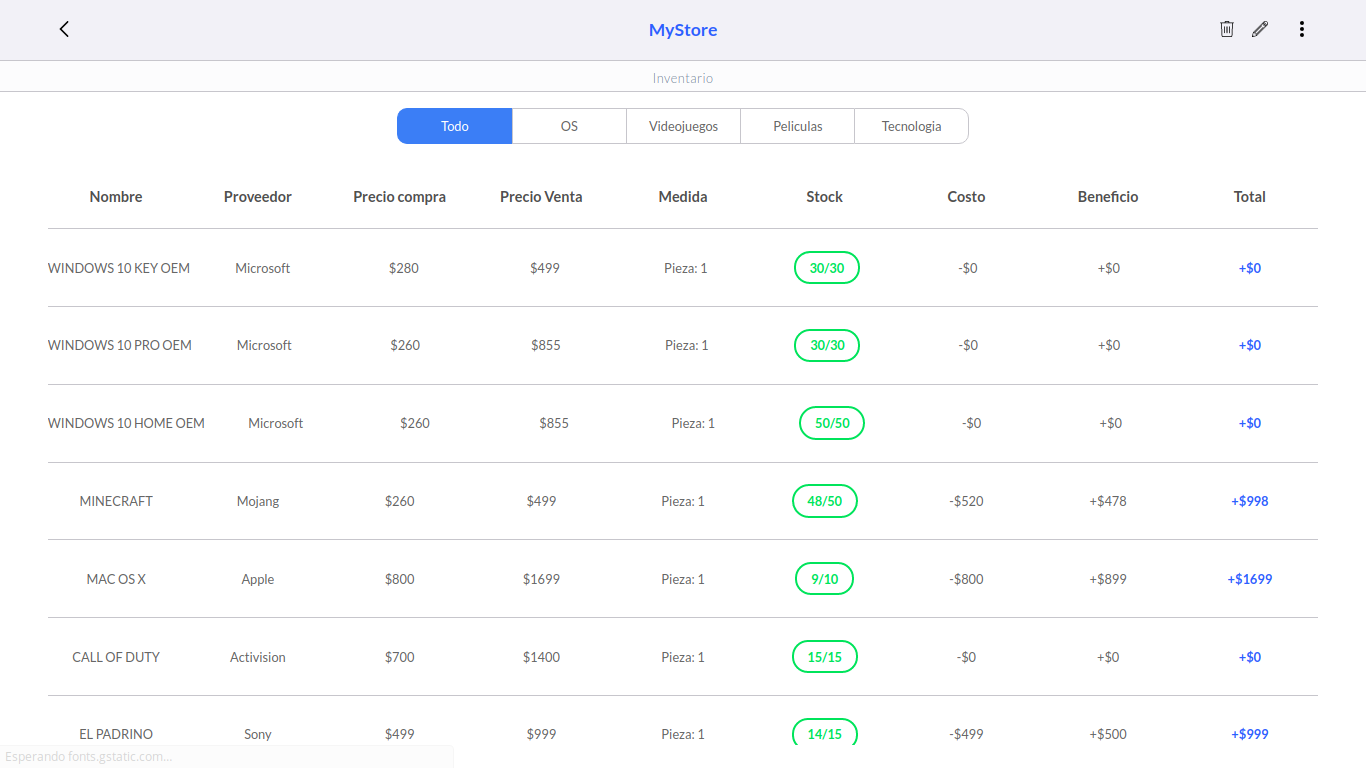 MyStore
Inventario
Todo OS Videojuegos Peliculas Tecnologia
Nombre Proveedor Precio compra Precio Venta Medida Stock Costo Beneficio Total
WINDOWS 10 KEY OEM Microsoft $280 $499 Pieza: 1 30/30 -$0 +$0 +$0
WINDOWS 10 PRO OEM Microsoft $260 $855 Pieza: 1 30/30 -$0 +$0 +$0
WINDOWS 10 HOME OEM Microsoft $260 $855 Pieza: 1 50/50 -$0 +$0 +$0
MINECRAFT Mojang $260 $499 Pieza: 1 48/50 -$520 +$478 +$998
MAC OS X Apple $800 $1699 Pieza: 1 9/10 -$800 +$899 +$1699
CALL OF DUTY Activision $700 $1400 Pieza: 1 15/15 -$0 +$0 +$0
EL PADRINO Sony $499 $999 Pieza: 1 14/15 -$499 +$500 +$999
Esperando fonts.gstatic.com...